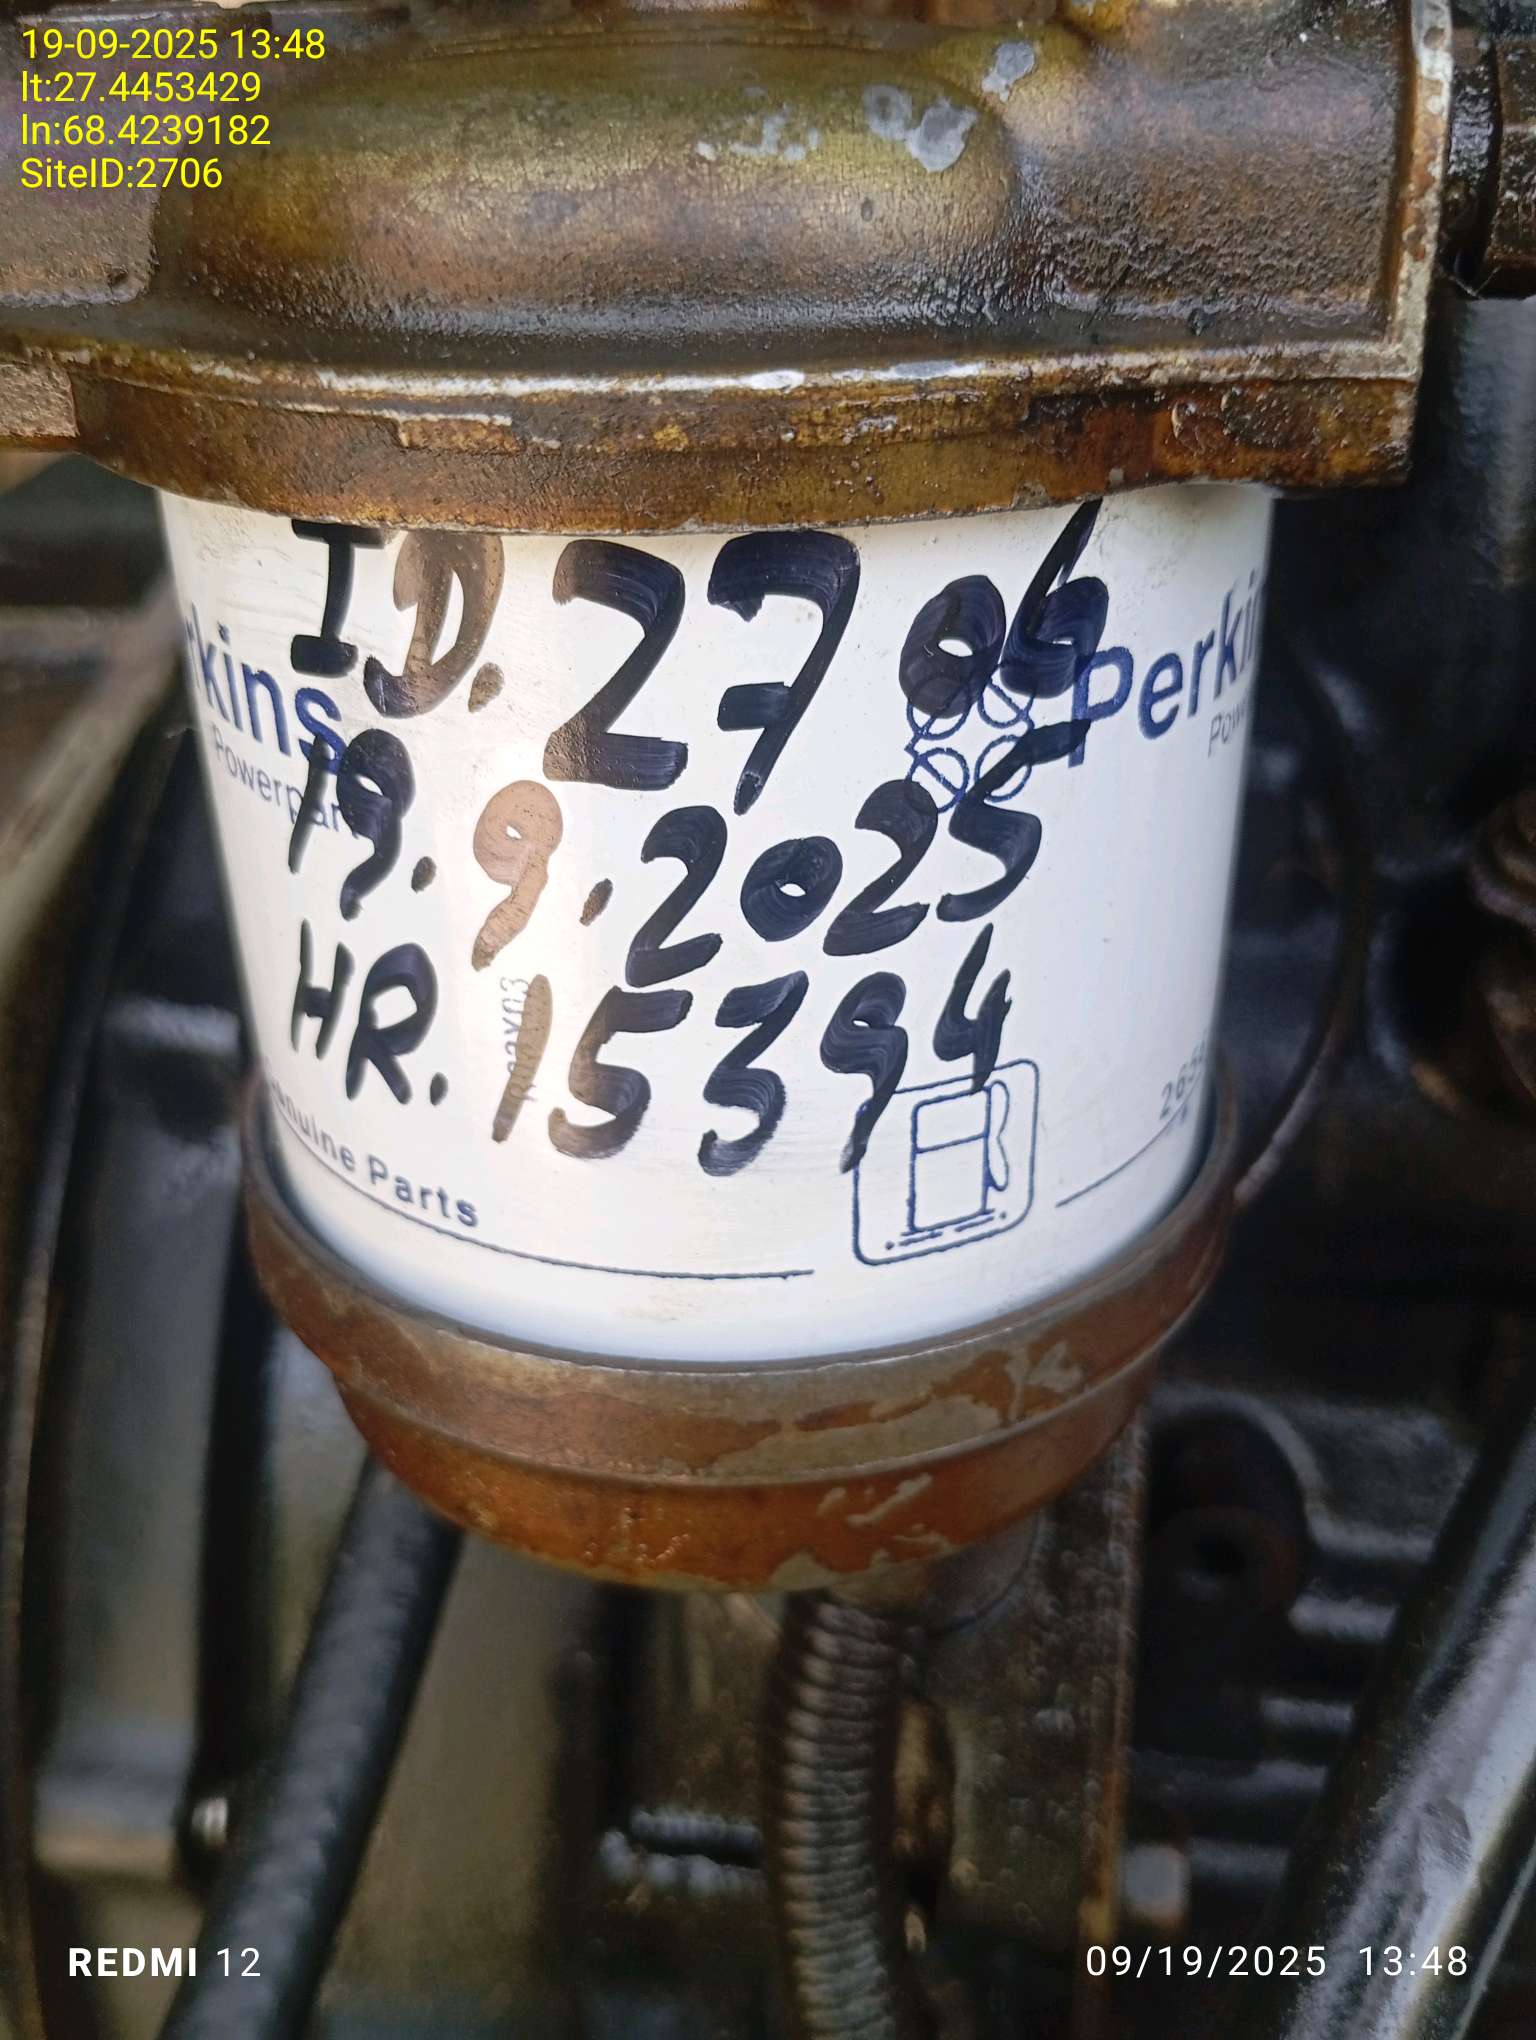 19-09-2025 13:48
lt:27.4453429
ln:68.4239182
SiteID:2706
I.D. 2706
Perkins
Powerpart
19.9.2025
HR. 15394
Genuine Parts
REDMI 12
09/19/2025 13:48